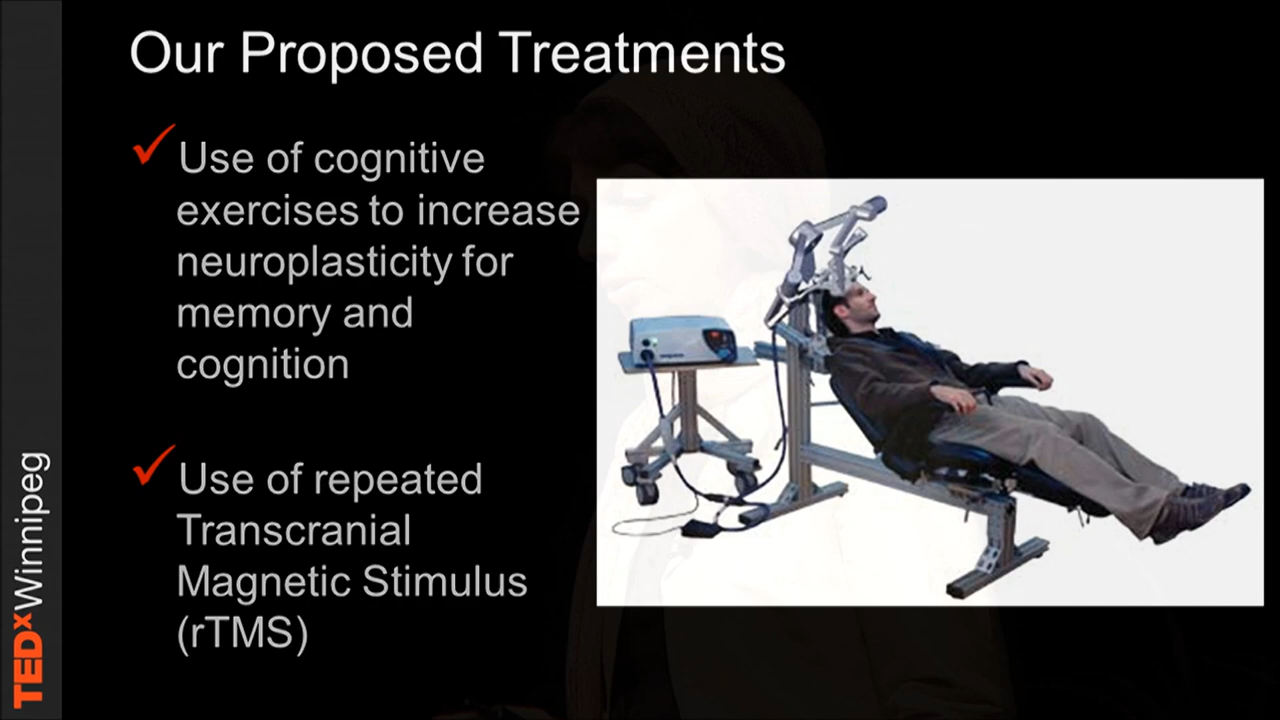 Our Proposed Treatments
Use of cognitive
exercises to increase
neuroplasticity for
memory and
cognition
Use of repeated
Transcranial
Magnetic Stimulus
(rTMS)
TEDxWinnipeg